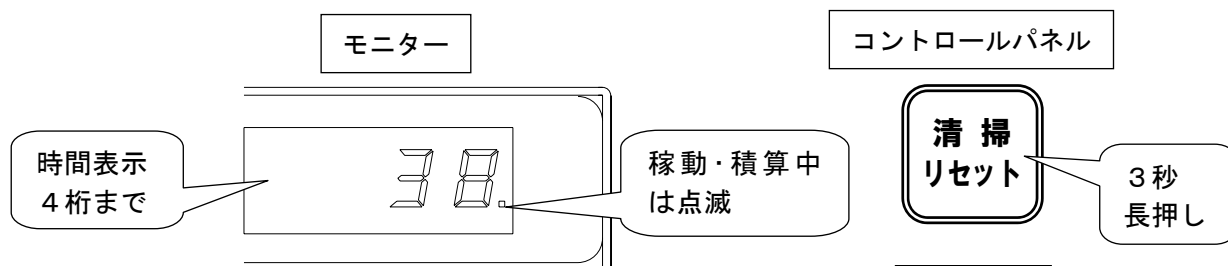 モニター
コントロールパネル
時間表示
４桁まで
38.
稼動･積算中
は点滅
清 掃
リセット
３秒
長押し